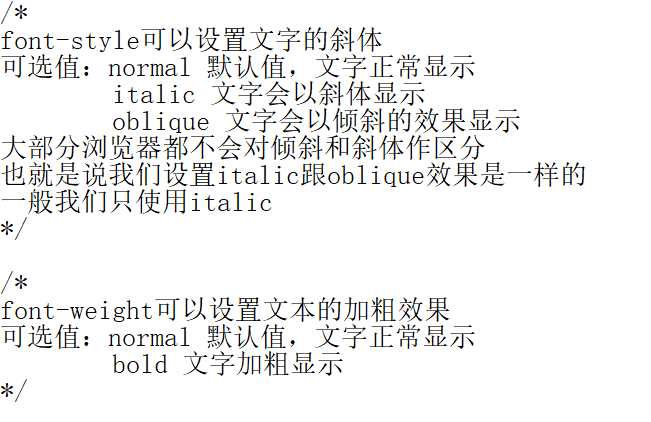 /*
font-style可以设置文字的斜体
可选值：normal 默认值，文字正常显示
italic 文字会以斜体显示
oblique 文字会以倾斜的效果显示
大部分浏览器都不会对倾斜和斜体作区分
也就是说我们设置italic跟oblique效果是一样的
一般我们只使用italic
*/
/*
font-weight可以设置文本的加粗效果
可选值：normal 默认值，文字正常显示
bold 文字加粗显示
*/